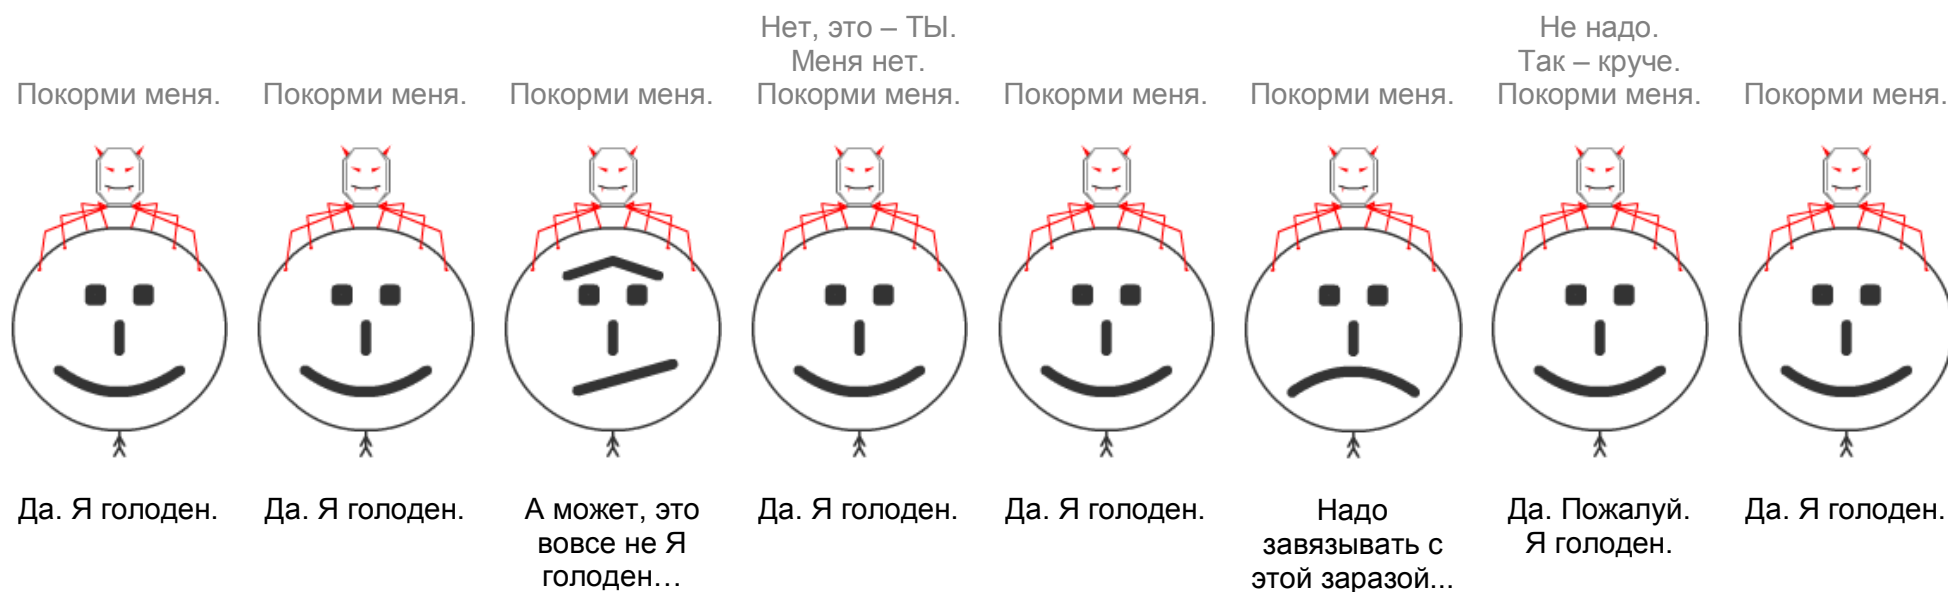 Покорми меня.
Да. Я голоден.
Покорми меня.
Да. Я голоден.
Покорми меня.
А может, это
вовсе не Я
голоден…
Нет, это – ТЫ.
Меня нет.
Покорми меня.
Да. Я голоден.
Покорми меня.
Да. Я голоден.
Покорми меня.
Надо
завязывать с
этой заразой...
Не надо.
Так – круче.
Покорми меня.
Да. Пожалуй.
Я голоден.
Покорми меня.
Да. Я голоден.